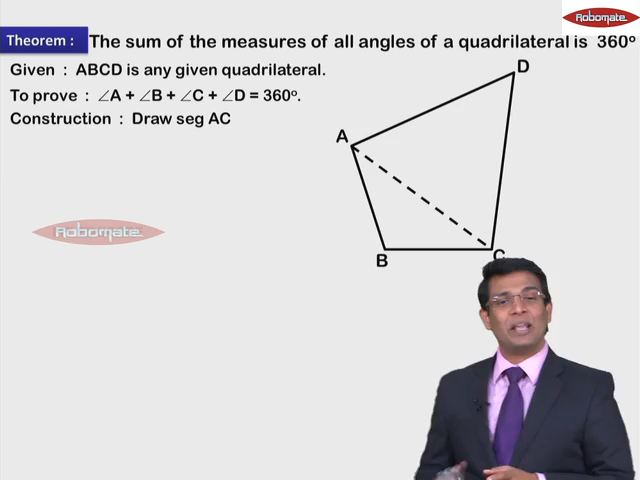 Robomate
Theorem : The sum of the measures of all angles of a quadrilateral is 360°
Given : ABCD is any given quadrilateral.
To prove : ∠A + ∠B + ∠C + ∠D = 360°.
Construction : Draw seg AC
D
A
B
C
Robomate